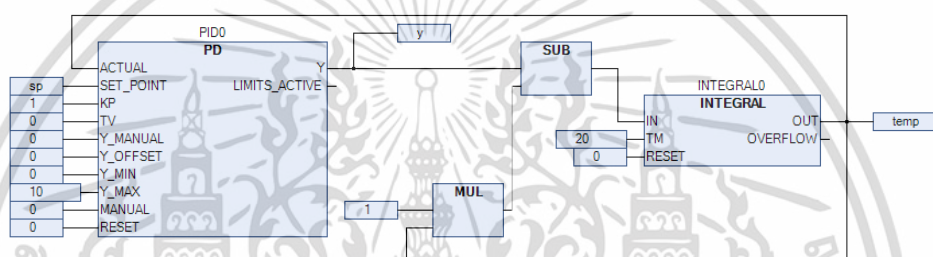 PID0
PD
ACTUAL Y
sp SET_POINT LIMITS_ACTIVE
1 KP
0 TV
0 Y_MANUAL
0 Y_OFFSET
0 Y_MIN
10 Y_MAX
0 MANUAL
0 RESET
y
SUB
1
MUL
INTEGRAL0
INTEGRAL
IN OUT
20 TM OVERFLOW
0 RESET
temp